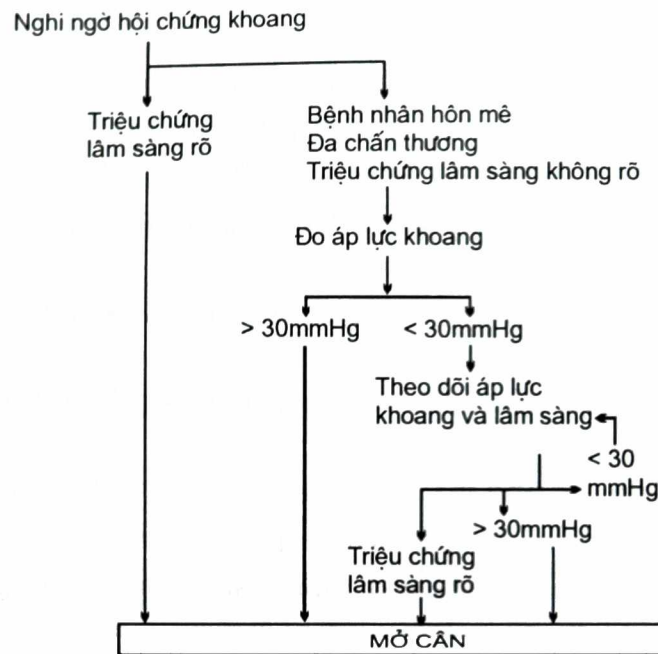 Nghi ngờ hội chứng khoang
Triệu chứng
lâm sàng rõ
Bệnh nhân hôn mê
Đa chấn thương
Triệu chứng lâm sàng không rõ
Đo áp lực khoang
> 30mmHg
< 30mmHg
Theo dõi áp lực
khoang và lâm sàng
< 30
mmHg
> 30mmHg
Triệu chứng
lâm sàng rõ
MỞ CÂN